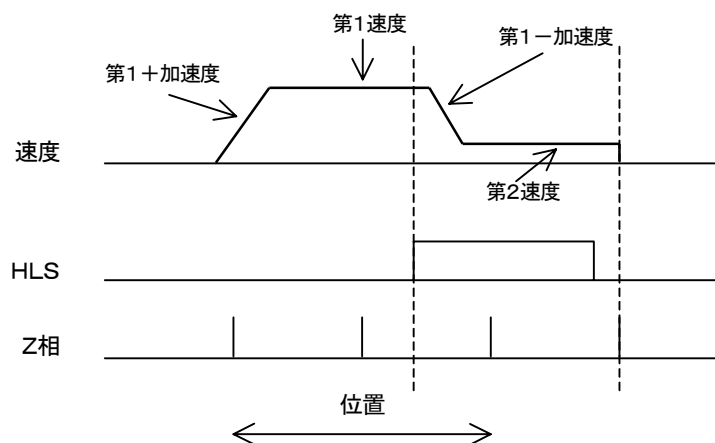 第1速度
第1－加速度
第1＋加速度
速度
第2速度
HLS
Z相
位置